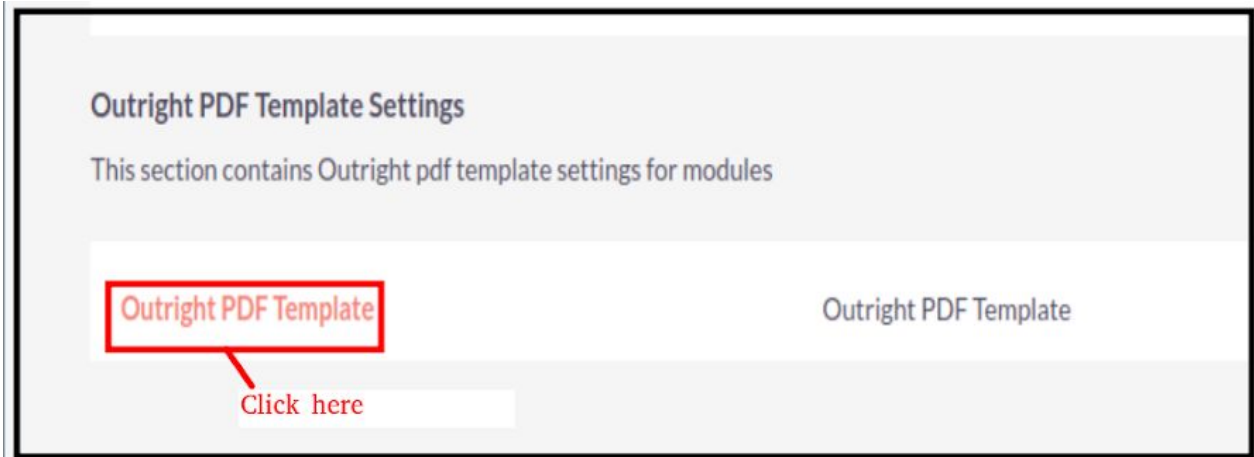 Outright PDF Template Settings
This section contains Outright pdf template settings for modules
Outright PDF Template
Outright PDF Template
Click here